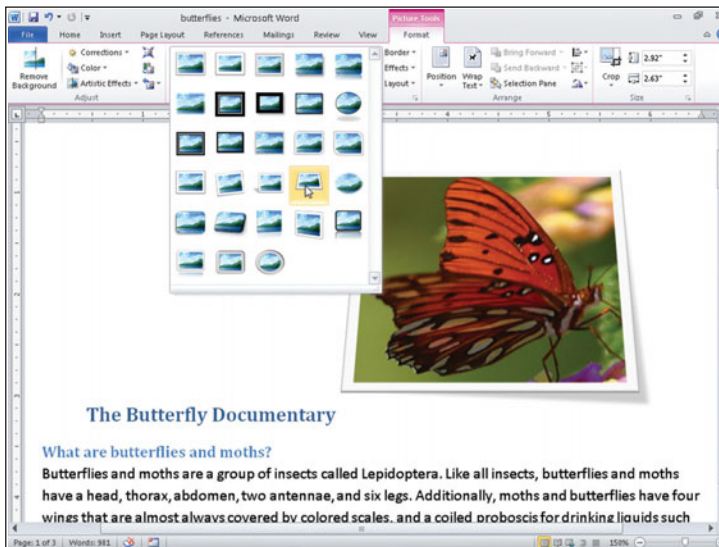 butterflies - Microsoft Word
Picture Tools
File Home Insert Page Layout References Mailings Review View Format
Remove Background
Corrections
Color
Artistic Effects
Adjust
Border
Effects
Layout
Position
Wrap Text
Bring Forward
Send Backward
Selection Pane
Arrange
Crop
2.92"
2.63"
Size
The Butterfly Documentary
What are butterflies and moths?
Butterflies and moths are a group of insects called Lepidoptera. Like all insects, butterflies and moths
have a head, thorax, abdomen, two antennae, and six legs. Additionally, moths and butterflies have four
wings that are almost always covered by colored scales, and a coiled proboscis for drinking liquids such
Page: 1 of 3 Words: 981 150%